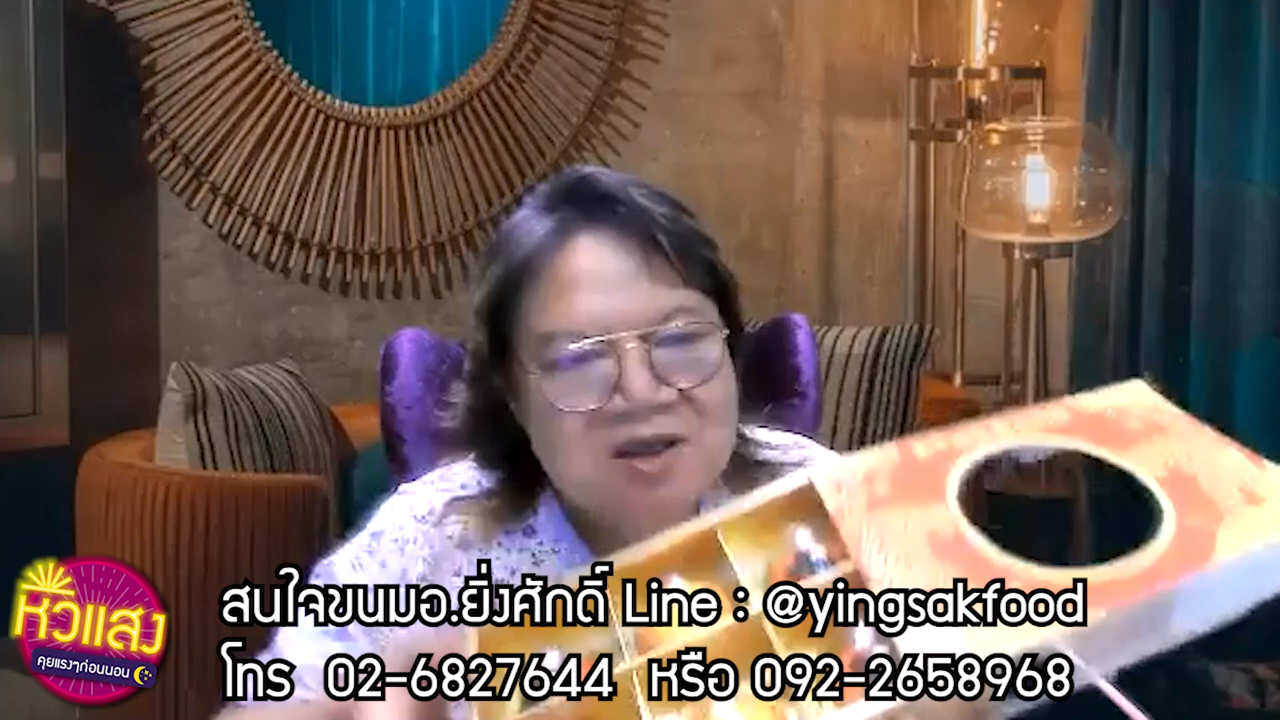 สนใจขนมอ.ยิ่งศักดิ์ Line : @yingsakfood
โทร 02-6827644 หรือ 092-2658968
หัวแสง
คุยแรงๆก่อนนอน